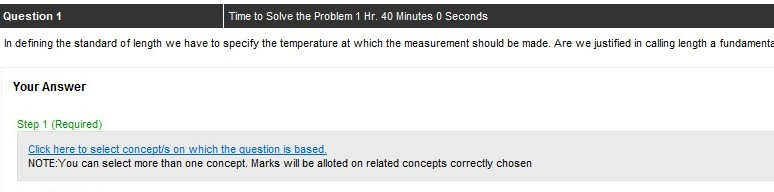 Question 1
Time to Solve the Problem 1 Hr. 40 Minutes 0 Seconds
In defining the standard of length we have to specify the temperature at which the measurement should be made. Are we justified in calling length a fundamenta
Your Answer
Step 1 (Required)
Click here to select concept/s on which the question is based.
NOTE:You can select more than one concept. Marks will be alloted on related concepts correctly chosen